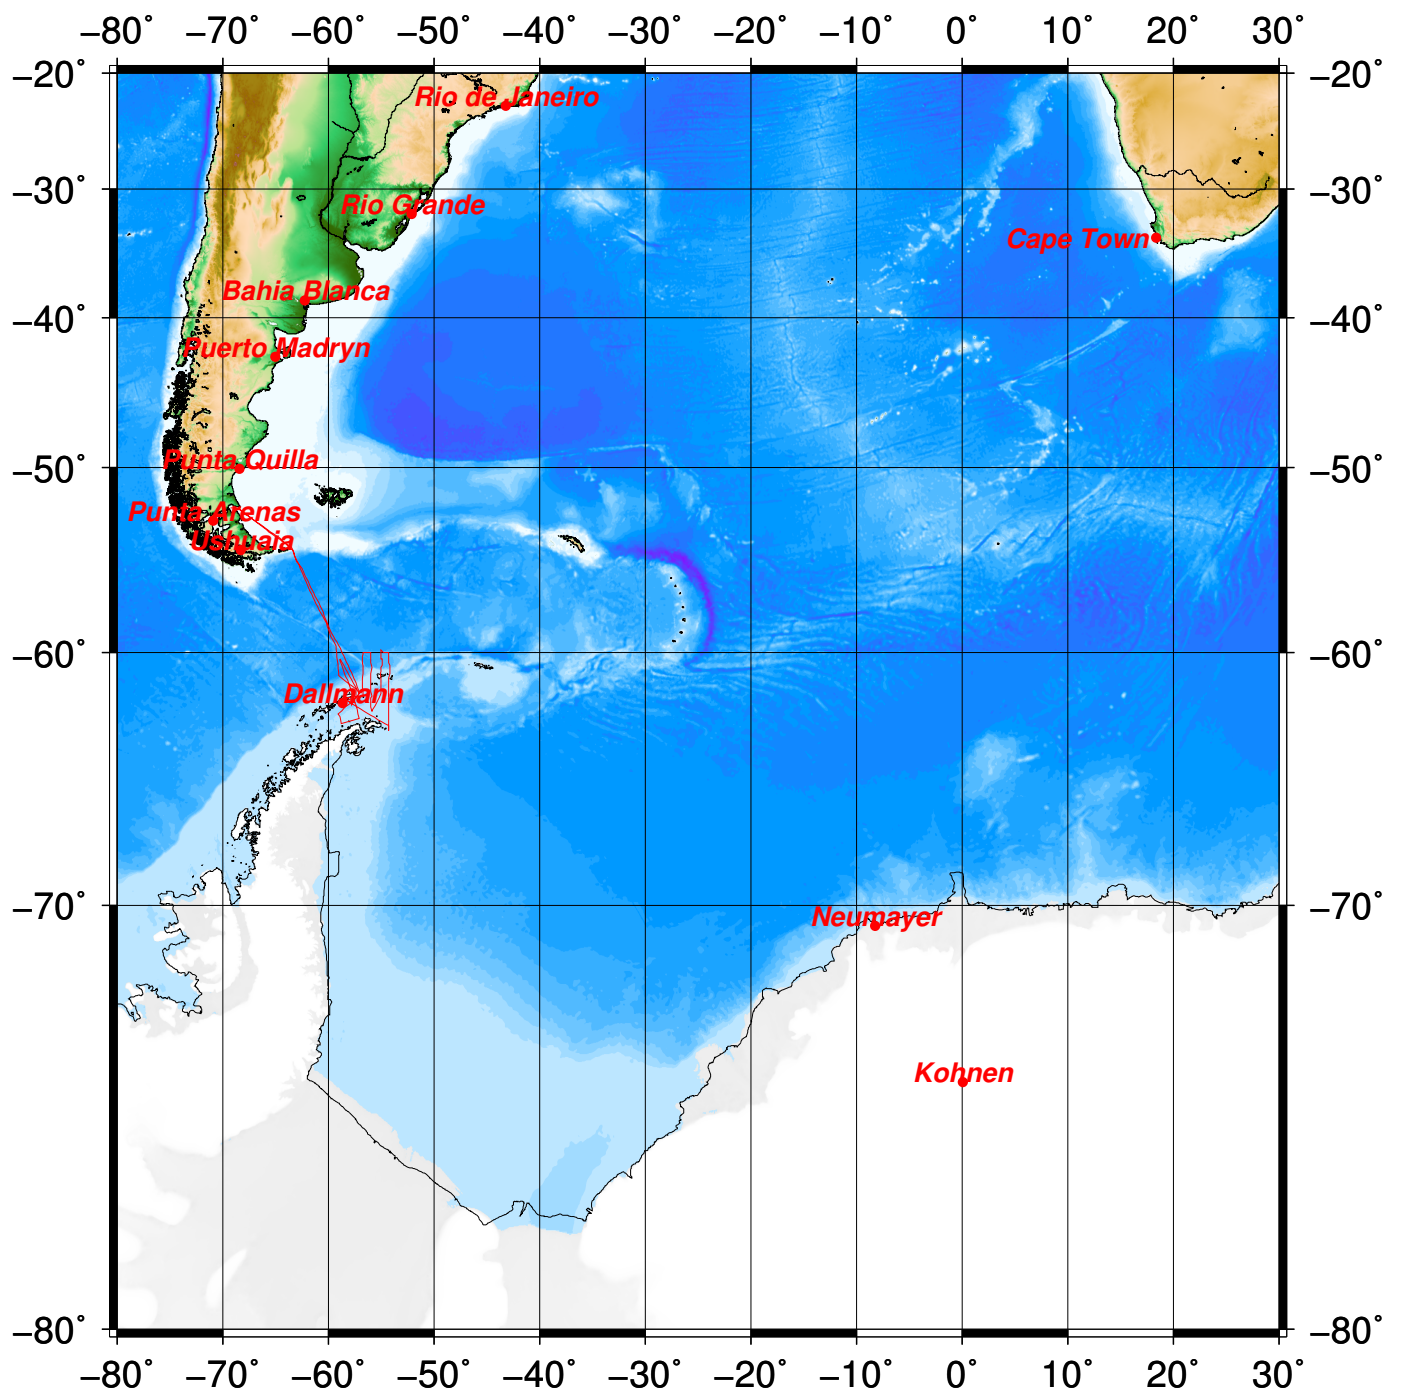 −80° −70° −60° −50° −40° −30° −20° −10° 0° 10° 20° 30°
−20° −20°
Rio de Janeiro
−30° −30°
Rio Grande
Cape Town
Bahia Blanca
−40° −40°
Puerto Madryn
Punta Quilla
−50° −50°
Punta Arenas
Ushuaia
−60° −60°
Dallmann
−70° −70°
Neumayer
Kohnen
−80° −80°
−80° −70° −60° −50° −40° −30° −20° −10° 0° 10° 20° 30°